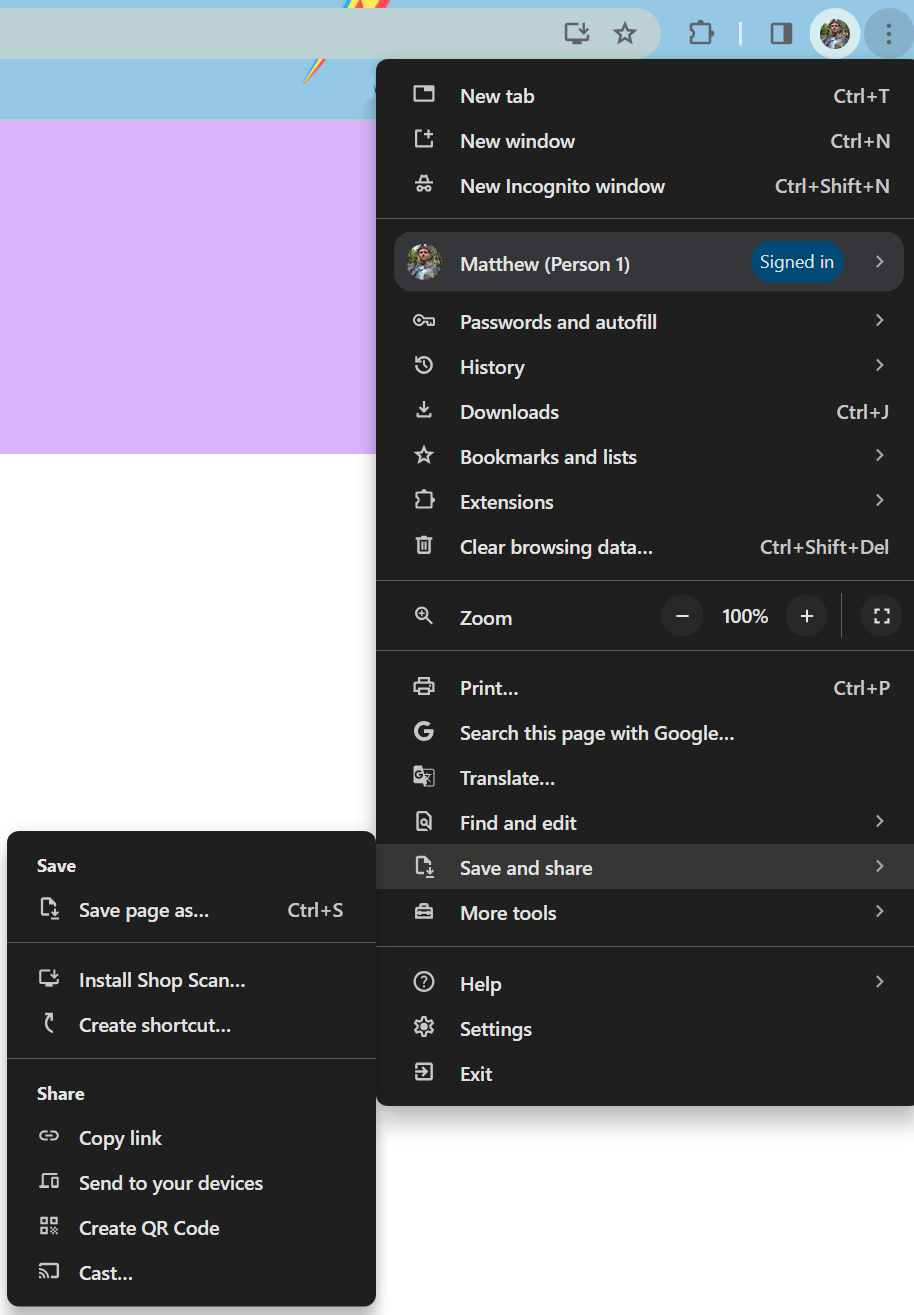 New tab Ctrl+T
New window Ctrl+N
New Incognito window Ctrl+Shift+N
Matthew (Person 1) Signed in
Passwords and autofill
History
Downloads Ctrl+J
Bookmarks and lists
Extensions
Clear browsing data... Ctrl+Shift+Del
Zoom − 100% +
Print... Ctrl+P
Search this page with Google...
Translate...
Find and edit
Save and share
More tools
Help
Settings
Exit
Save
Save page as... Ctrl+S
Install Shop Scan...
Create shortcut...
Share
Copy link
Send to your devices
Create QR Code
Cast...